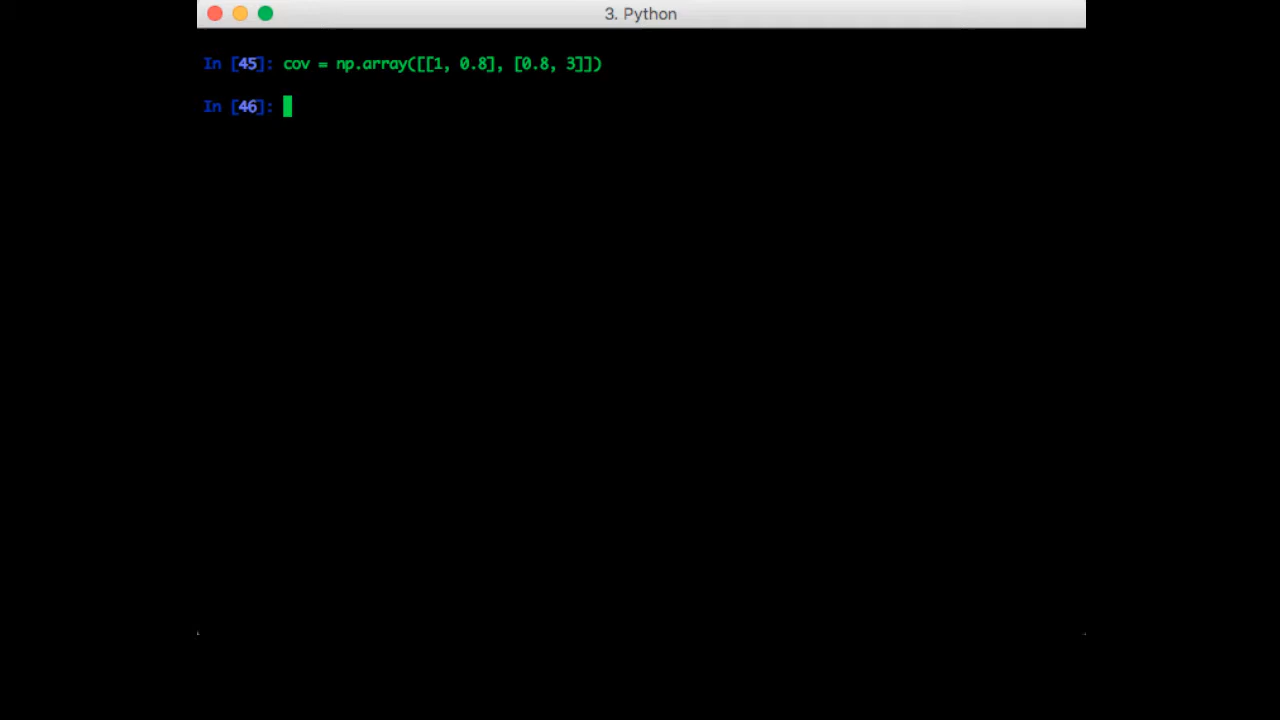 3. Python
In [45]: cov = np.array([[1, 0.8], [0.8, 3]])
In [46]: